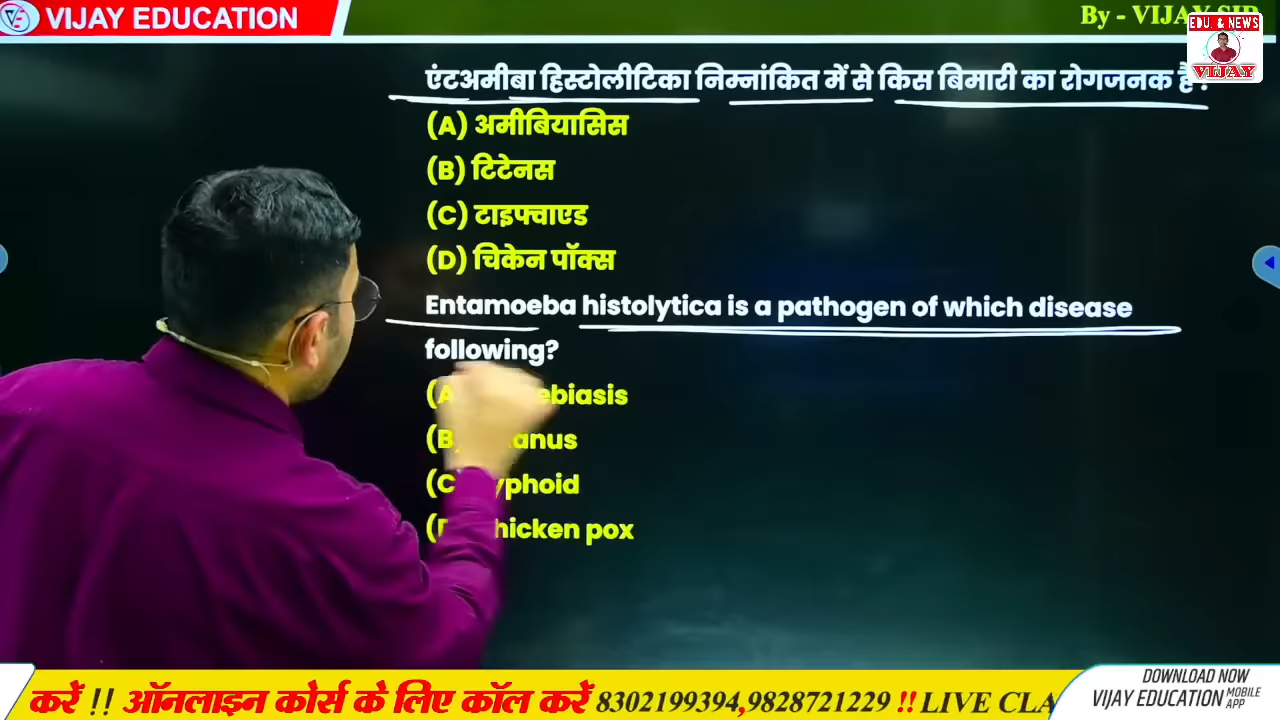 VIJAY EDUCATION
By - VIJAY SIR
EDU. & NEWS
VIJAY
एंटअमीबा हिस्टोलीटिका निम्नांकित में से किस बिमारी का रोगजनक है ?
(A) अमीबियासिस
(B) टिटेनस
(C) टाइफ्वाएड
(D) चिकेन पॉक्स
Entamoeba histolytica is a pathogen of which disease
following?
(A ebiasis
(B anus
(C yphoid
hicken pox
करें !! ऑनलाइन कोर्स के लिए कॉल करें 8302199394,9828721229 !! LIVE CLA
DOWNLOAD NOW
VIJAY EDUCATION MOBILE APP